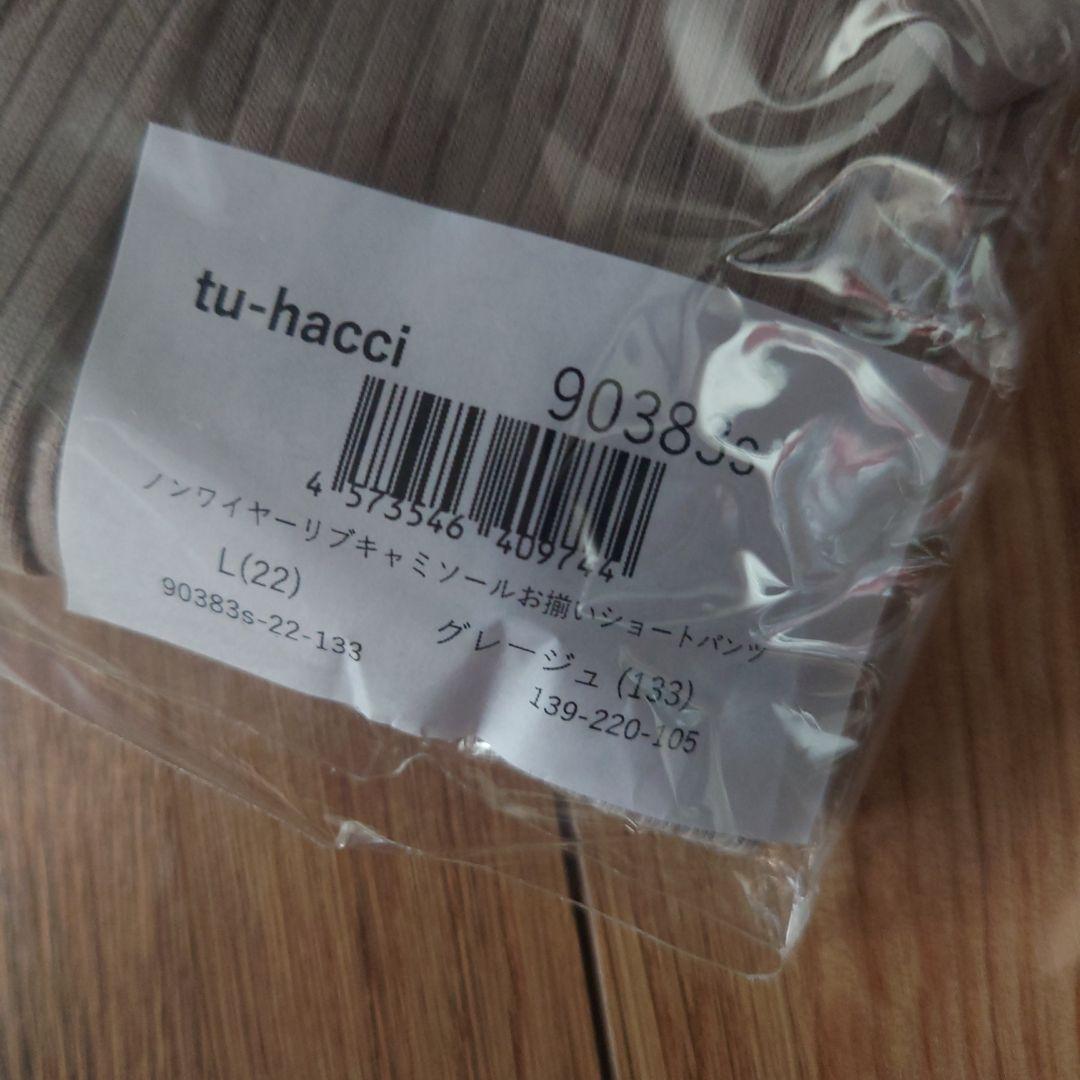 tu-hacci
90383s
4 573546 409744
ノンワイヤーリブキャミソールお揃いショートパンツ
L(22)
グレージュ (133)
90383s-22-133
139-220-105